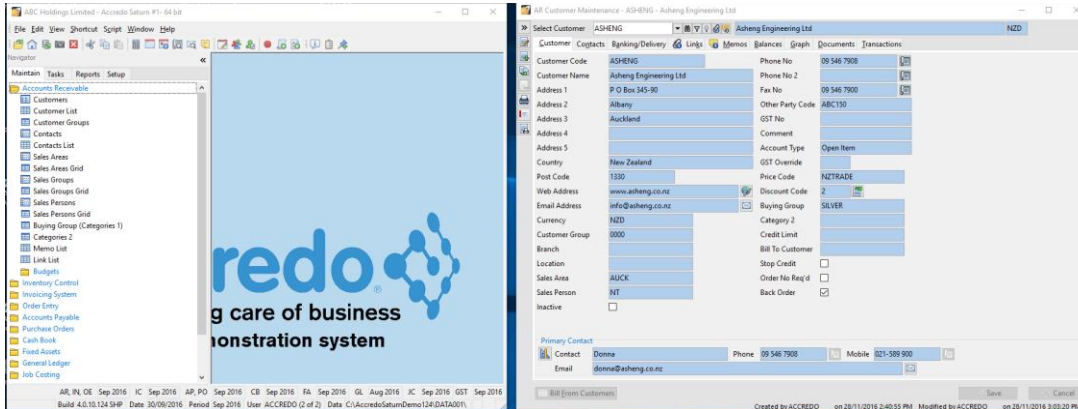 ABC Holdings Limited - Accredo Saturn #1- 64 bit
File Edit View Shortcut Script Window Help
Navigator
Maintain Tasks Reports Setup
Accounts Receivable
Customers
Customer List
Customer Groups
Contacts
Contacts List
Sales Areas
Sales Areas Grid
Sales Groups
Sales Groups Grid
Sales Persons
Sales Persons Grid
Buying Group (Categories 1)
Categories 2
Memo List
Link List
Budgets
Inventory Control
Invoicing System
Order Entry
Accounts Payable
Purchase Orders
Cash Book
Fixed Assets
General Ledger
Job Costing
redo
g care of business
onstration system
AR, IN, OE Sep 2016 IC Sep 2016 AP, PO Sep 2016 CB Sep 2016 FA Sep 2016 GL Aug 2016 JC Sep 2016 GST Sep 2016
Build 4.0.10.124 SHP Date 30/09/2016 Period Sep 2016 User ACCREDO (2 of 2) Data C:\AccredoSaturnDemo124\DATA001\
AR Customer Maintenance - ASHENG - Asheng Engineering Ltd
Select Customer ASHENG Asheng Engineering Ltd NZD
Customer Contacts Banking/Delivery Links Memos Balances Graph Documents Transactions
Customer Code ASHENG Phone No 09 546 7908
Customer Name Asheng Engineering Ltd Phone No 2
Address 1 P O Box 345-90 Fax No 09 546 7900
Address 2 Albany Other Party Code ABC150
Address 3 Auckland GST No
Address 4 Comment
Address 5 Account Type Open Item
Country New Zealand GST Override
Post Code 1330 Price Code NZTRADE
Web Address www.asheng.co.nz Discount Code 2
Email Address info@asheng.co.nz Buying Group SILVER
Currency NZD Category 2
Customer Group 0000 Credit Limit
Branch Bill To Customer
Location Stop Credit
Sales Area AUCK Order No Req'd
Sales Person NT Back Order
Inactive
Primary Contact
Contact Donna Phone 09 546 7908 Mobile 021-589 900
Email donna@asheng.co.nz
Bill From Customers Save Cancel
Created by ACCREDO on 28/11/2016 2:40:55 PM Modified by ACCREDO on 28/11/2016 3:03:20 PM